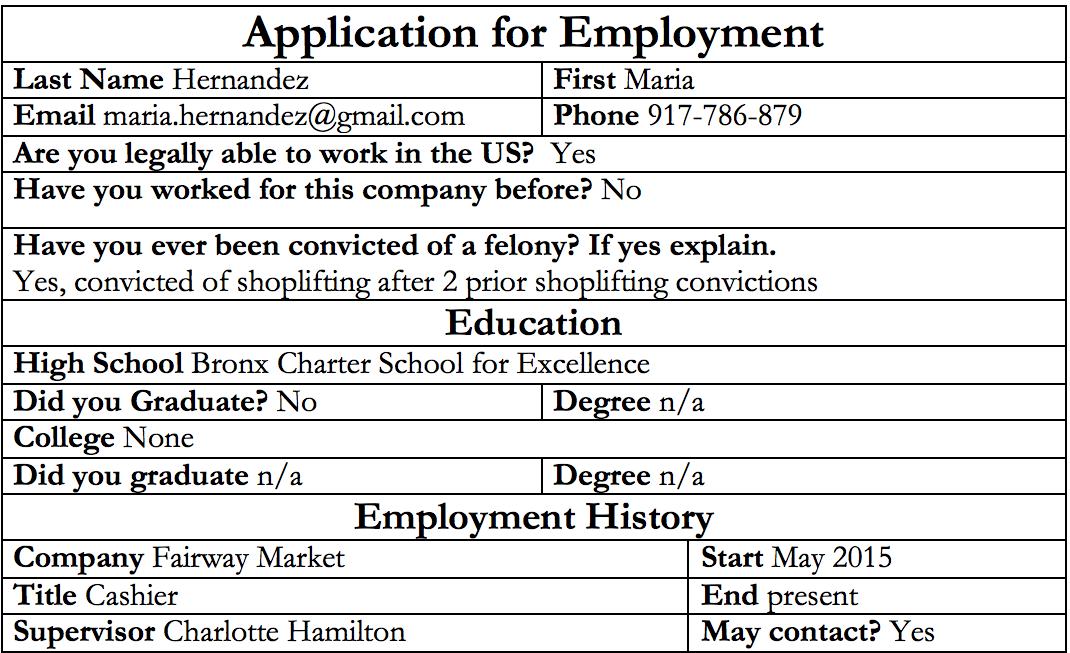 Application for Employment
Last Name Hernandez First Maria
Email maria.hernandez@gmail.com Phone 917-786-879
Are you legally able to work in the US? Yes
Have you worked for this company before? No
Have you ever been convicted of a felony? If yes explain.
Yes, convicted of shoplifting after 2 prior shoplifting convictions
Education
High School Bronx Charter School for Excellence
Did you Graduate? No Degree n/a
College None
Did you graduate n/a Degree n/a
Employment History
Company Fairway Market Start May 2015
Title Cashier End present
Supervisor Charlotte Hamilton May contact? Yes